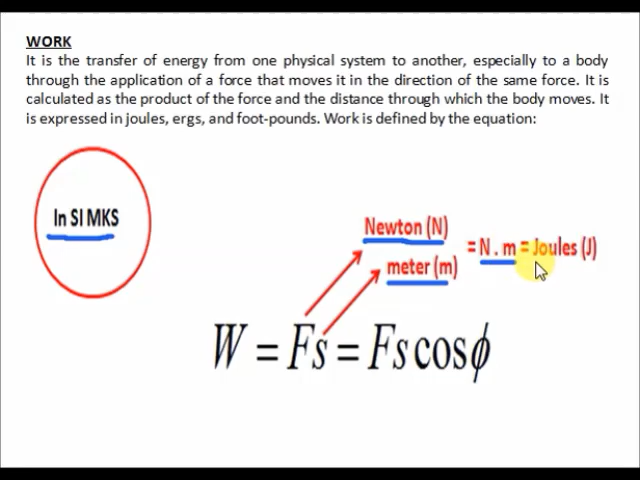 WORK
It is the transfer of energy from one physical system to another, especially to a body
through the application of a force that moves it in the direction of the same force. It is
calculated as the product of the force and the distance through which the body moves. It
is expressed in joules, ergs, and foot-pounds. Work is defined by the equation:
In SI MKS
Newton (N)
meter (m)
= N . m = Joules (J)
W = Fs = Fs cosϕ